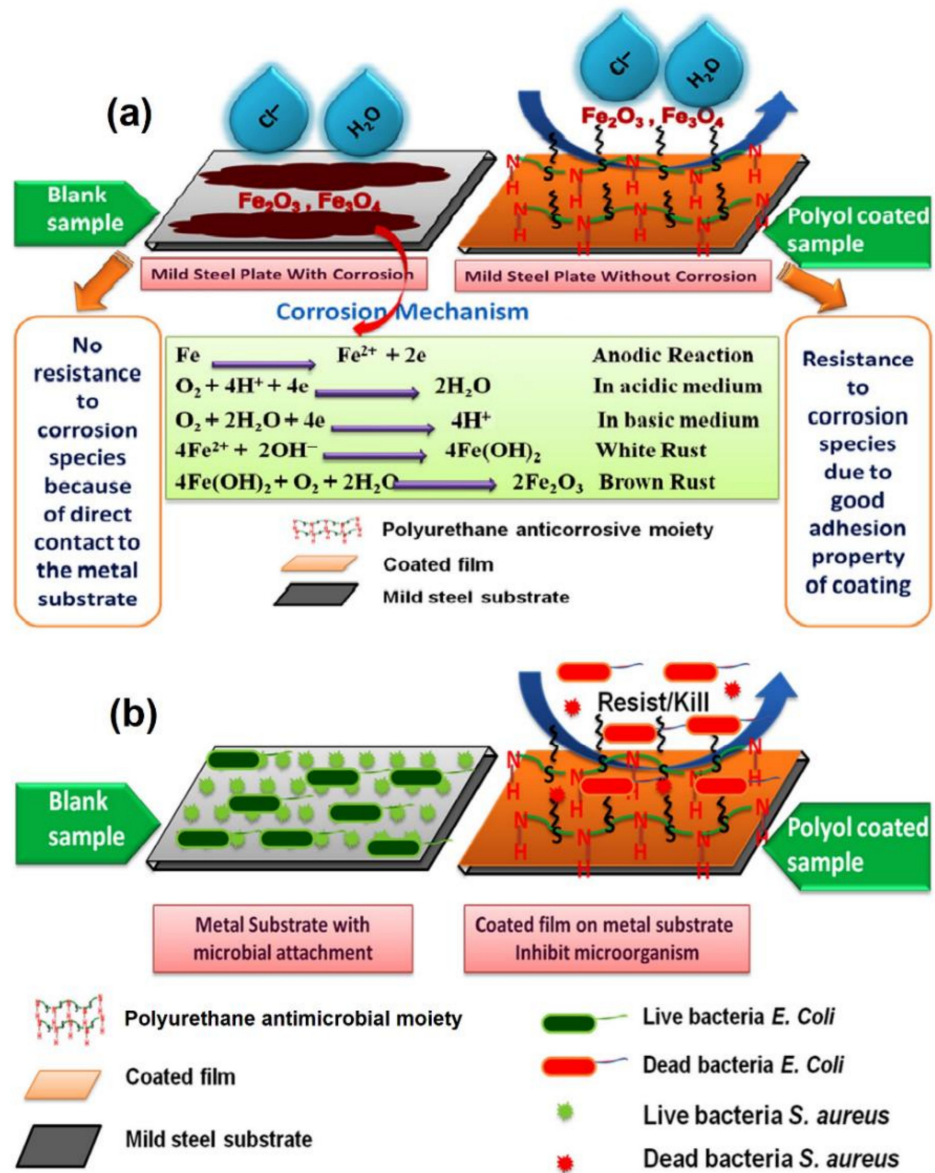 (a)
Cl⁻
H₂O
Fe₂O₃ , Fe₃O₄
Blank
sample
Mild Steel Plate With Corrosion
Cl⁻
H₂O
Fe₂O₃ , Fe₃O₄
S S S S
N N N N
H H H H
N N N N
S S S S
H H H H
Polyol coated
sample
Mild Steel Plate Without Corrosion
No
resistance
to
corrosion
species
because
of direct
contact to
the metal
substrate
Corrosion Mechanism
Fe → Fe²⁺ + 2e Anodic Reaction
O₂ + 4H⁺ + 4e → 2H₂O In acidic medium
O₂ + 2H₂O + 4e → 4H⁺ In basic medium
4Fe²⁺ + 2OH⁻ → 4Fe(OH)₂ White Rust
4Fe(OH)₂ + O₂ + 2H₂O → 2Fe₂O₃ Brown Rust
Polyurethane anticorrosive moiety
Coated film
Mild steel substrate
Resistance
to
corrosion
species
due to
good
adhesion
property
of coating
(b)
Blank
sample
Metal Substrate with
microbial attachment
Resist/Kill
S S S S
N N N N
H H H H
N N N N
S S S S
H H H H
Polyol coated
sample
Coated film on metal substrate
Inhibit microorganism
Polyurethane antimicrobial moiety
Coated film
Mild steel substrate
Live bacteria E. Coli
Dead bacteria E. Coli
Live bacteria S. aureus
Dead bacteria S. aureus